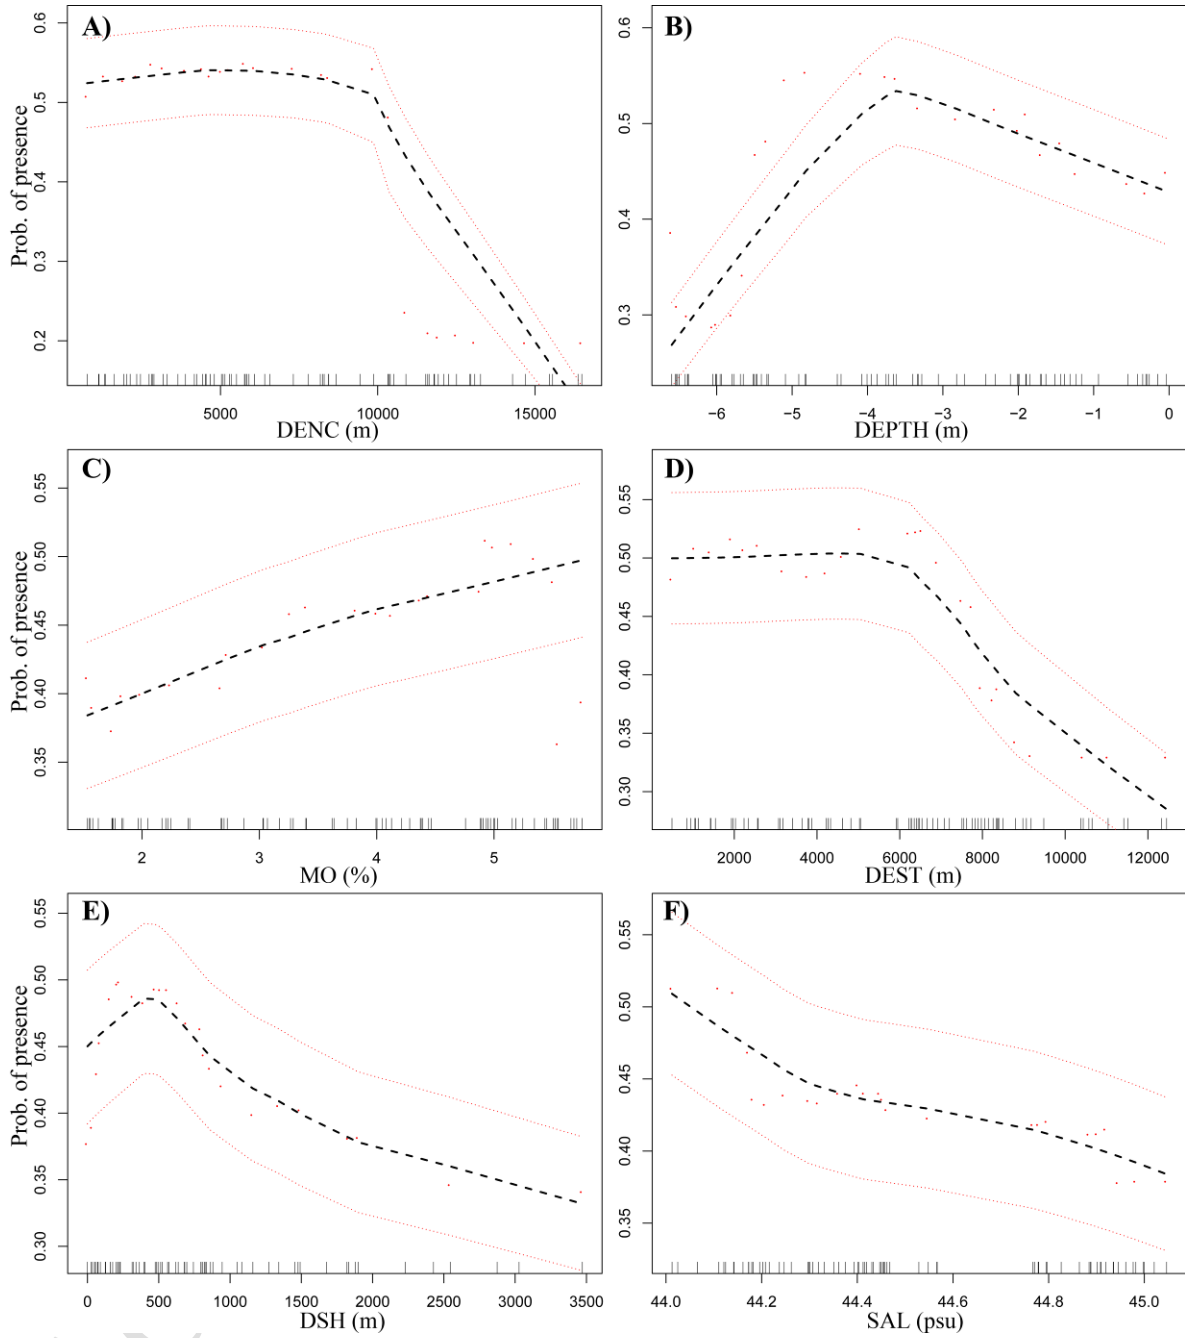 A)
Prob. of presence
0.2 0.3 0.4 0.5 0.6
5000 10000 15000
DENC (m)
B)
0.3 0.4 0.5 0.6
−6 −5 −4 −3 −2 −1 0
DEPTH (m)
C)
Prob. of presence
0.35 0.40 0.45 0.50 0.55
2 3 4 5
MO (%)
D)
0.30 0.35 0.40 0.45 0.50 0.55
2000 4000 6000 8000 10000 12000
DEST (m)
E)
Prob. of presence
0.30 0.35 0.40 0.45 0.50 0.55
0 500 1000 1500 2000 2500 3000 3500
DSH (m)
F)
0.35 0.40 0.45 0.50 0.55
44.0 44.2 44.4 44.6 44.8 45.0
SAL (psu)